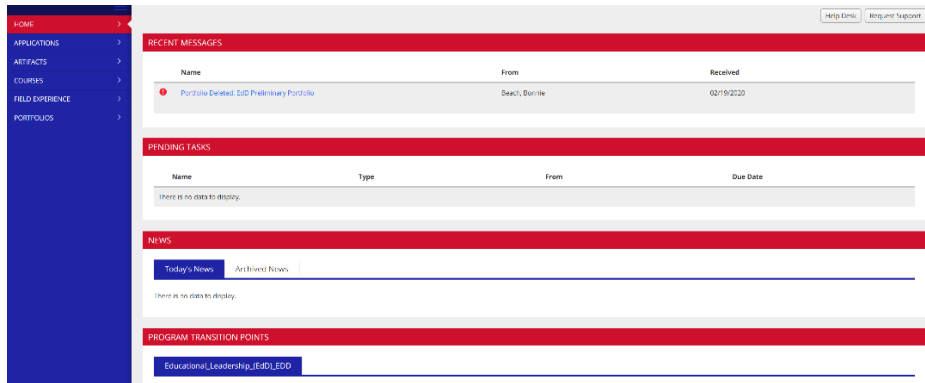 Help Desk Request Support
HOME
APPLICATIONS
ARTIFACTS
COURSES
FIELD EXPERIENCE
PORTFOLIOS
RECENT MESSAGES
Name From Received
Portfolio Deleted: EdD Preliminary Portfolio Beach, Bonnie 02/19/2020
PENDING TASKS
Name Type From Due Date
There is no data to display.
NEWS
Today's News Archived News
There is no data to display.
PROGRAM TRANSITION POINTS
Educational_Leadership_(EdD)_EDD